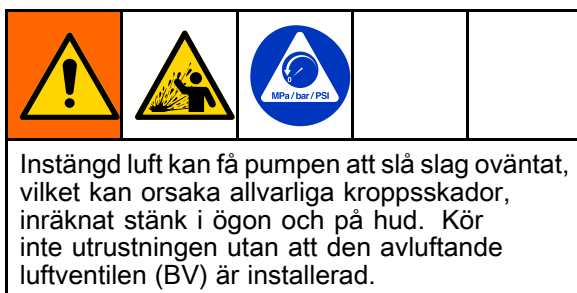 0
MPa / bar / PSI
Instängd luft kan få pumpen att slå slag oväntat,
vilket kan orsaka allvarliga kroppsskador,
inräknat stänk i ögon och på hud. Kör
inte utrustningen utan att den avluftande
luftventilen (BV) är installerad.